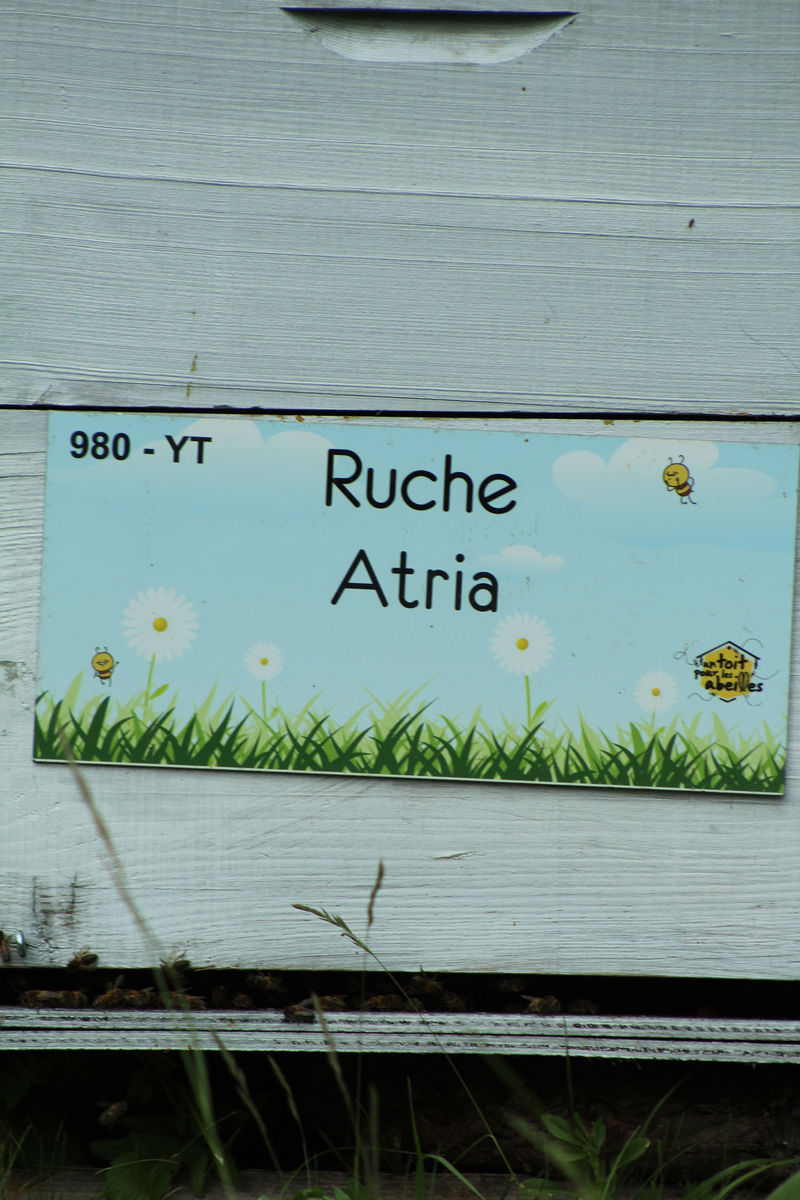 980 - YT
Ruche
Atria
un toit
pour les
abeilles